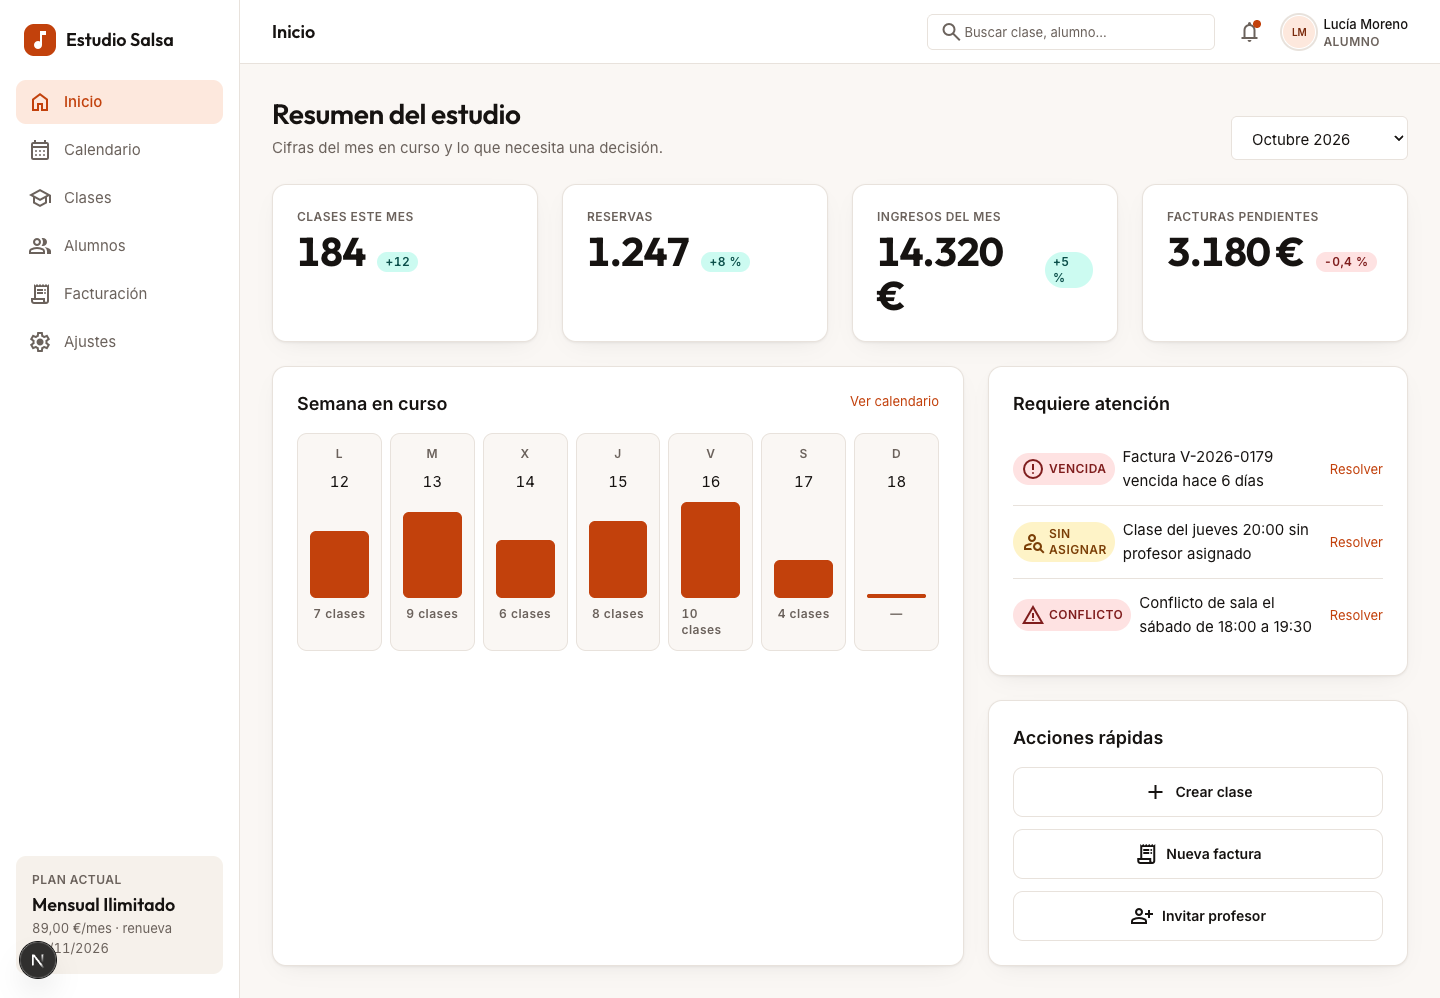 Estudio Salsa
Inicio
Calendario
Clases
Alumnos
Facturación
Ajustes
PLAN ACTUAL
Mensual Ilimitado
89,00 €/mes · renueva
/11/2026
N
Inicio
Buscar clase, alumno...
LM
Lucía Moreno
ALUMNO
Resumen del estudio
Cifras del mes en curso y lo que necesita una decisión.
Octubre 2026
CLASES ESTE MES
184 +12
RESERVAS
1.247 +8 %
INGRESOS DEL MES
14.320
€
+5
%
FACTURAS PENDIENTES
3.180 € -0,4 %
Semana en curso
Ver calendario
L
12
7 clases
M
13
9 clases
X
14
6 clases
J
15
8 clases
V
16
10
clases
S
17
4 clases
D
18
—
Requiere atención
VENCIDA
Factura V-2026-0179
vencida hace 6 días
Resolver
SIN
ASIGNAR
Clase del jueves 20:00 sin
profesor asignado
Resolver
CONFLICTO
Conflicto de sala el
sábado de 18:00 a 19:30
Resolver
Acciones rápidas
Crear clase
Nueva factura
Invitar profesor